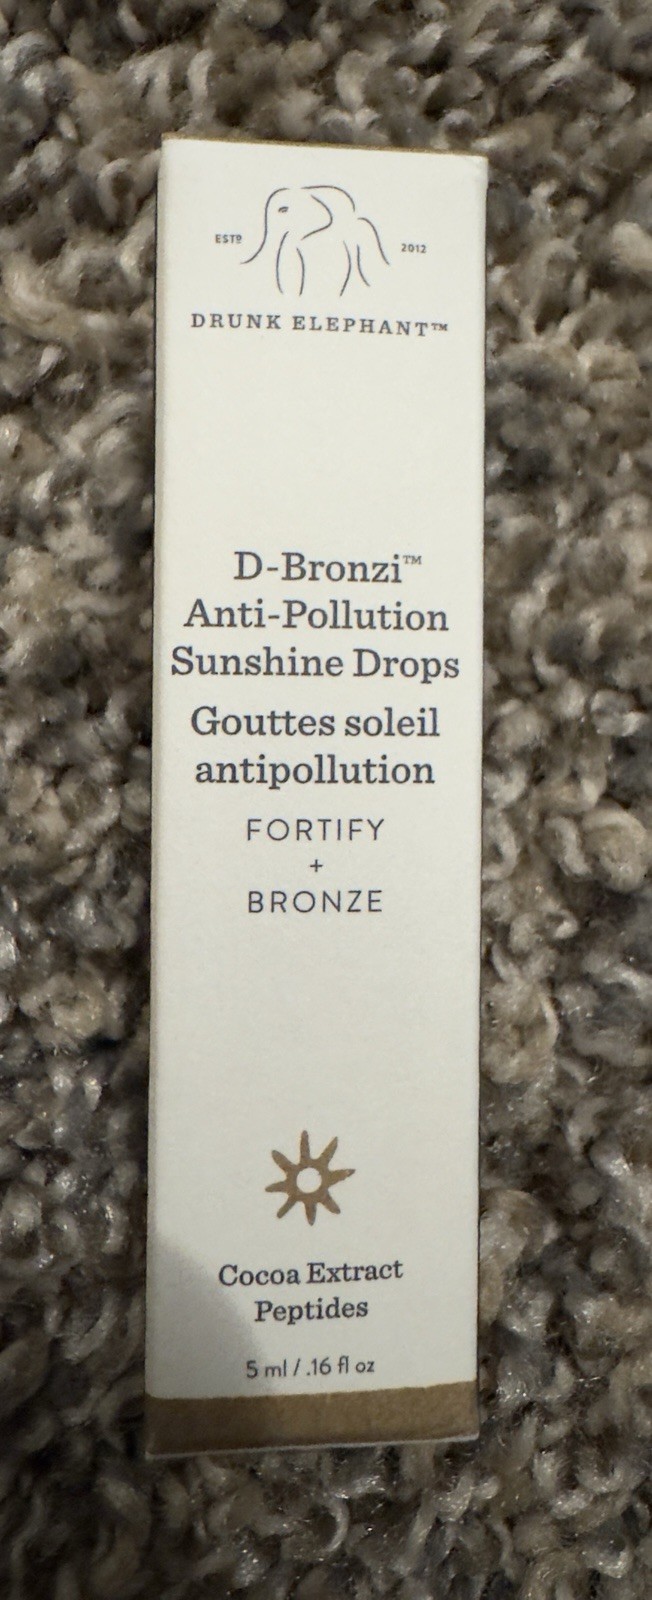 ESTD 2012
DRUNK ELEPHANT™
D-Bronzi™
Anti-Pollution
Sunshine Drops
Gouttes soleil
antipollution
FORTIFY
+
BRONZE
Cocoa Extract
Peptides
5 ml / .16 fl oz